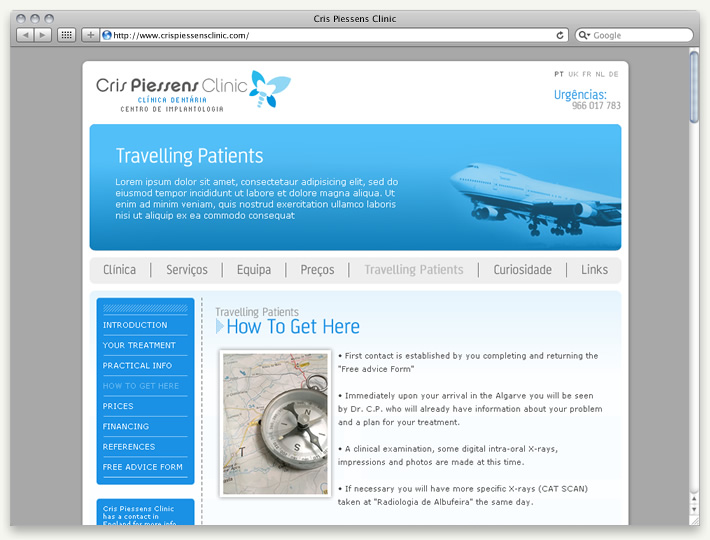 Cris Piessens Clinic
http://www.crispiessensclinic.com/
Google
Cris Piessens Clinic
CLÍNICA DENTÁRIA
CENTRO DE IMPLANTOLOGIA
PT UK FR NL DE
Urgências:
966 017 783
Travelling Patients
Lorem ipsum dolor sit amet, consectetaur adipisicing elit, sed do
eiusmod tempor incididunt ut labore et dolore magna aliqua. Ut
enim ad minim veniam, quis nostrud exercitation ullamco laboris
nisi ut aliquip ex ea commodo consequat
Clínica
Serviços
Equipa
Preços
Travelling Patients
Curiosidade
Links
INTRODUCTION
YOUR TREATMENT
PRACTICAL INFO
HOW TO GET HERE
PRICES
FINANCING
REFERENCES
FREE ADVICE FORM
Cris Piessens Clinic
has a contact in
England for more info
Travelling Patients
How To Get Here
• First contact is established by you completing and returning the
"Free advice Form"
• Immediately upon your arrival in the Algarve you will be seen
by Dr. C.P. who will already have information about your problem
and a plan for your treatment.
• A clinical examination, some digital intra-oral X-rays,
impressions and photos are made at this time.
• If necessary you will have more specific X-rays (CAT SCAN)
taken at "Radiologia de Albufeira" the same day.